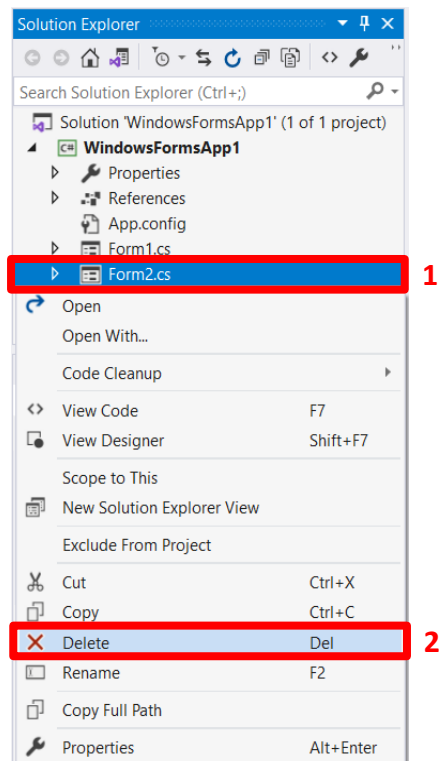 Solution Explorer
Search Solution Explorer (Ctrl+;)
Solution 'WindowsFormsApp1' (1 of 1 project)
C# WindowsFormsApp1
Properties
References
App.config
Form1.cs
Form2.cs 1
Open
Open With...
Code Cleanup
View Code F7
View Designer Shift+F7
Scope to This
New Solution Explorer View
Exclude From Project
Cut Ctrl+X
Copy Ctrl+C
Delete Del 2
Rename F2
Copy Full Path
Properties Alt+Enter